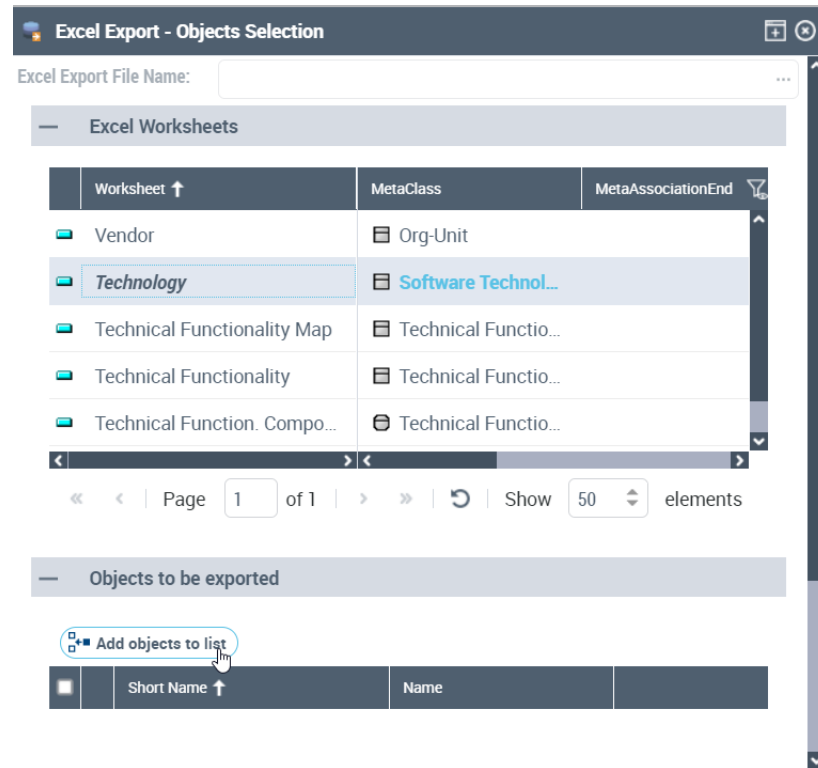 Excel Export - Objects Selection
Excel Export File Name:
...
Excel Worksheets
Worksheet MetaClass MetaAssociationEnd
Vendor Org-Unit
Technology Software Technol...
Technical Functionality Map Technical Functio...
Technical Functionality Technical Functio...
Technical Function. Compo... Technical Functio...
Page 1 of 1 Show 50 elements
Objects to be exported
Add objects to list
Short Name Name